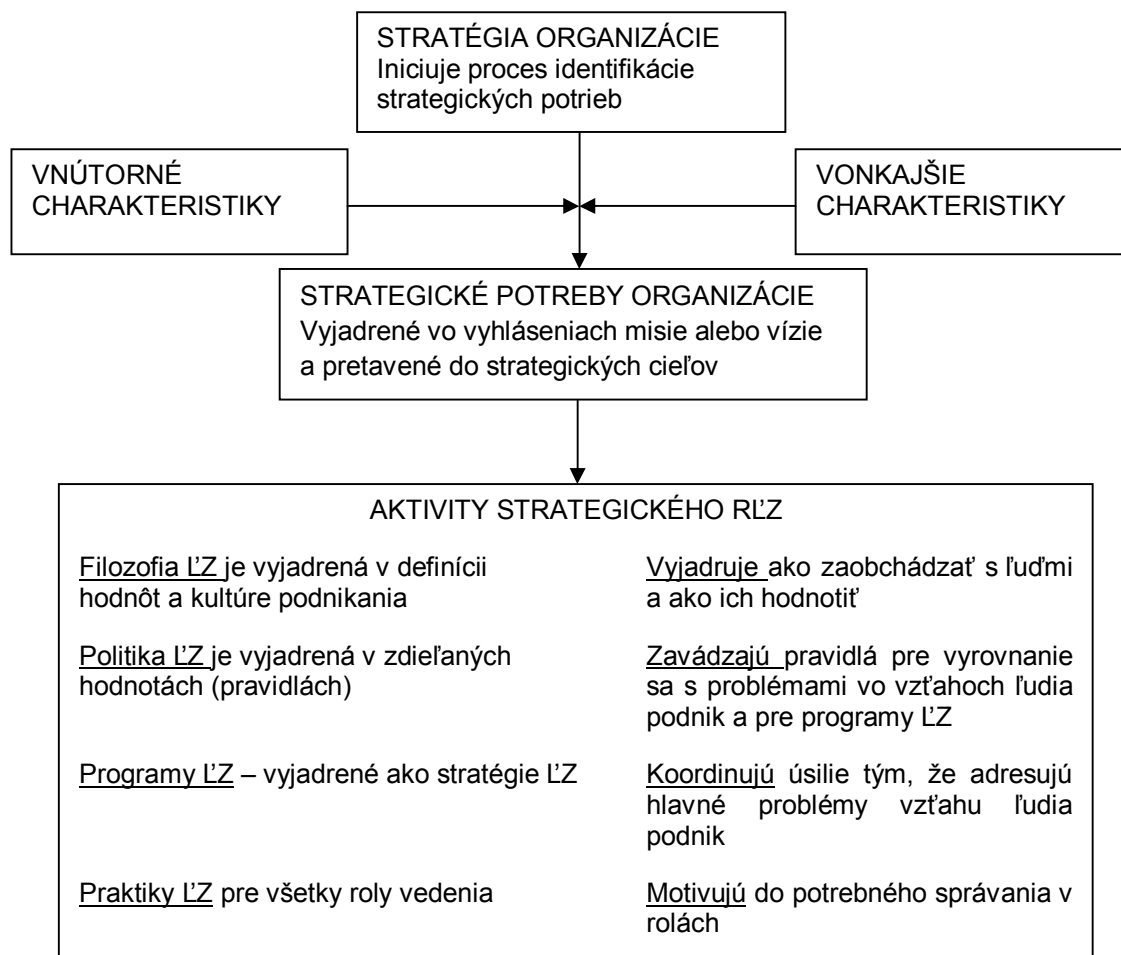 STRATÉGIA ORGANIZÁCIE
Iniciuje proces identifikácie
strategických potrieb
VNÚTORNÉ
CHARAKTERISTIKY
VONKAJŠIE
CHARAKTERISTIKY
STRATEGICKÉ POTREBY ORGANIZÁCIE
Vyjadrené vo vyhláseniach misie alebo vízie
a pretavené do strategických cieľov
AKTIVITY STRATEGICKÉHO RĽZ
Filozofia ĽZ je vyjadrená v definícii
hodnôt a kultúre podnikania
Vyjadruje ako zaobchádzať s ľuďmi
a ako ich hodnotiť
Politika ĽZ je vyjadrená v zdieľaných
hodnotách (pravidlách)
Zavádzajú pravidlá pre vyrovnanie
sa s problémami vo vzťahoch ľudia
podnik a pre programy ĽZ
Programy ĽZ – vyjadrené ako stratégie ĽZ
Koordinujú úsilie tým, že adresujú
hlavné problémy vzťahu ľudia
podnik
Praktiky ĽZ pre všetky roly vedenia
Motivujú do potrebného správania v
rolách